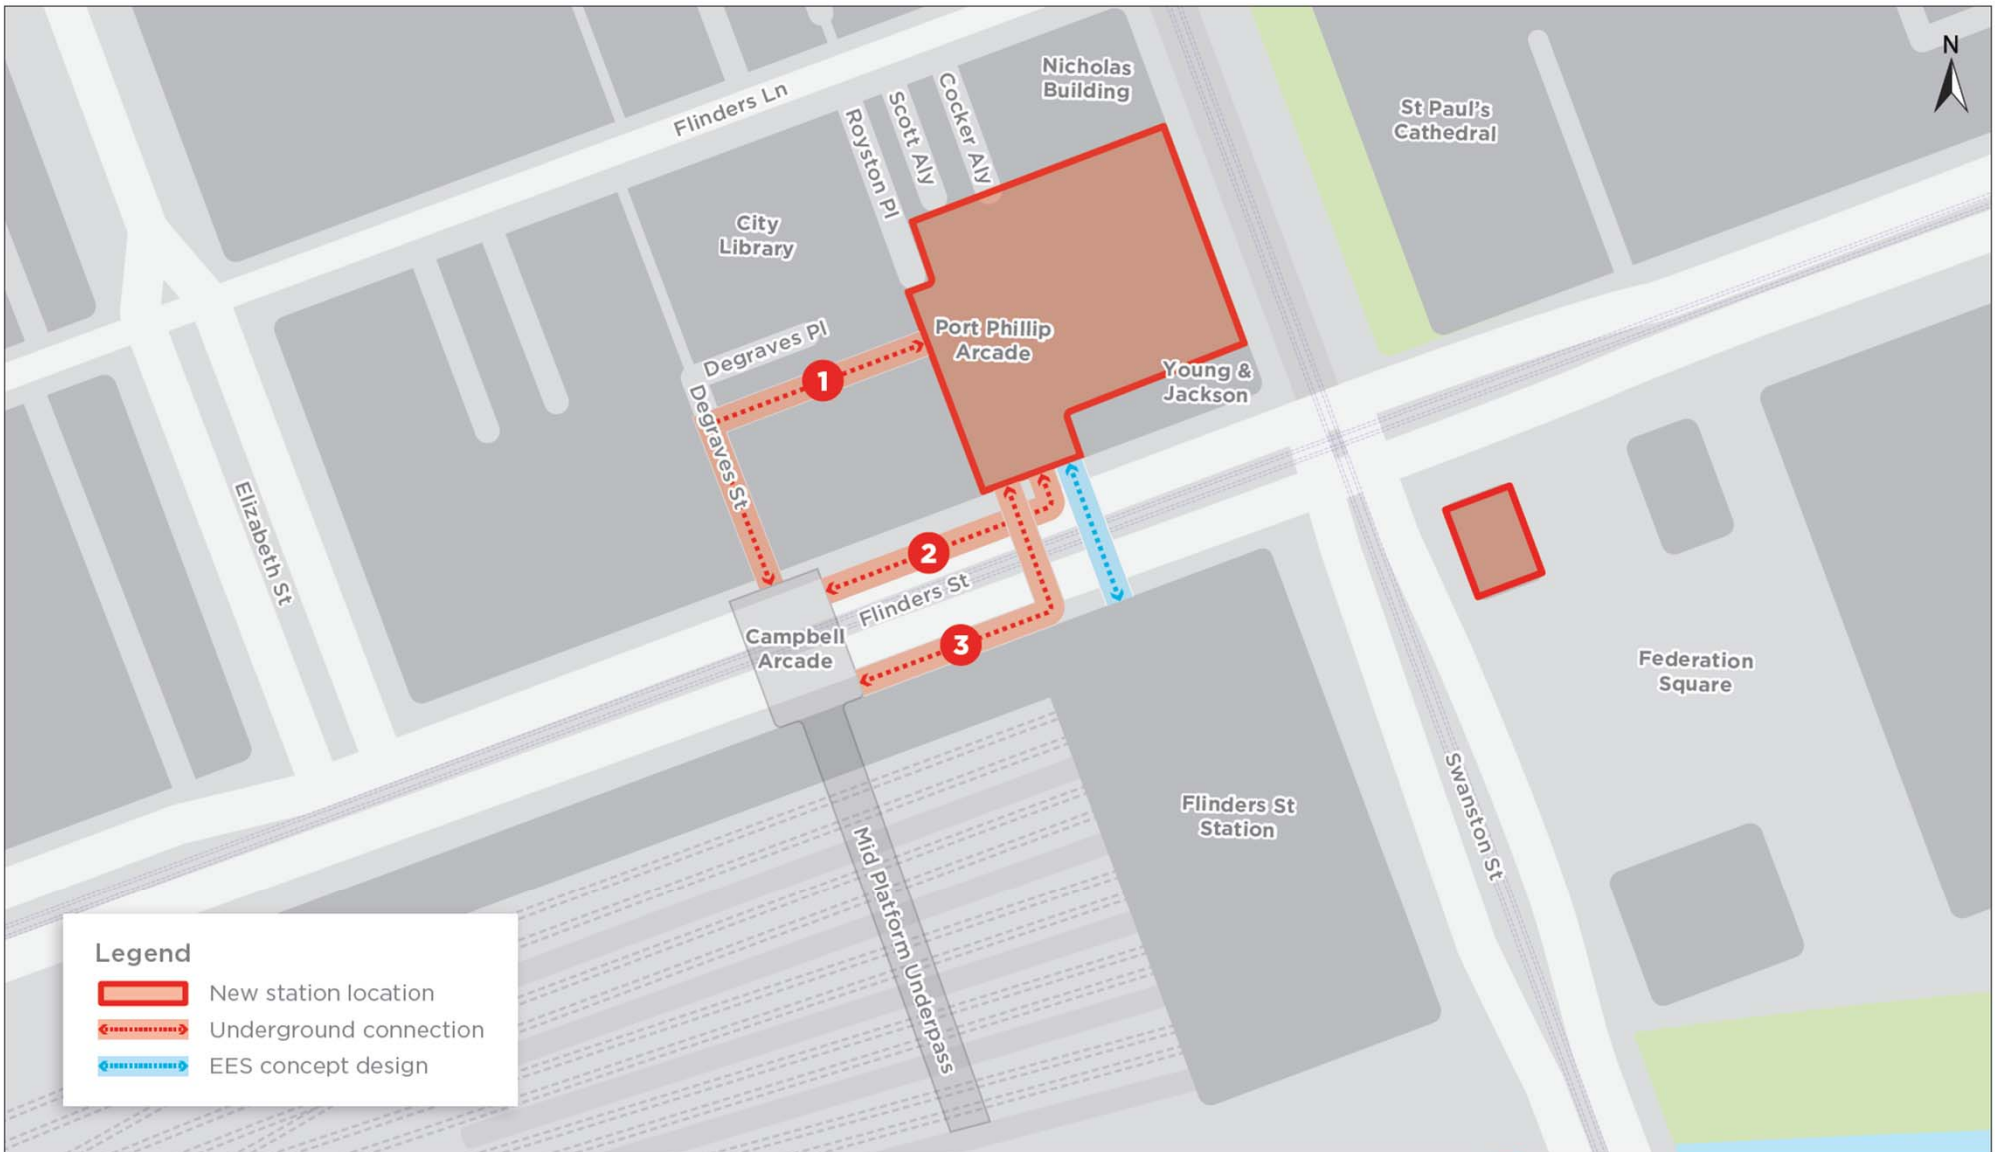 N
Nicholas
Building
St Paul's
Cathedral
Flinders Ln
Royston Pl
Scott Aly
Cocker Aly
City
Library
Degraves Pl
Port Phillip
Arcade
1
Young &
Jackson
Degraves St
Elizabeth St
2
Flinders St
3
Campbell
Arcade
Federation
Square
Flinders St
Station
Swanston St
Mid Platform Underpass
Legend
New station location
Underground connection
EES concept design